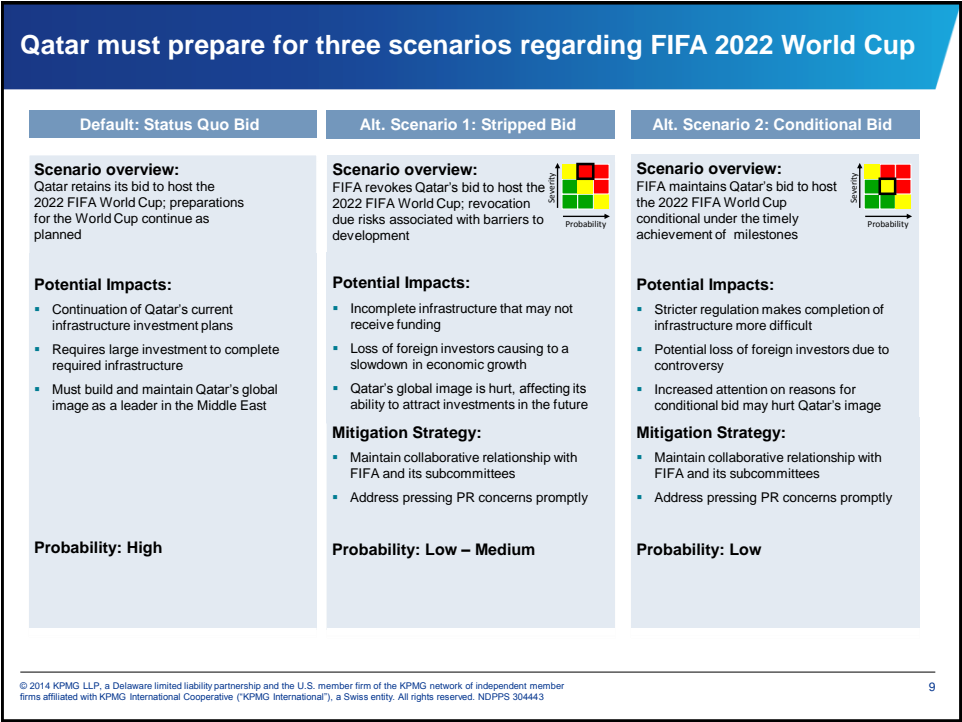 Qatar must prepare for three scenarios regarding FIFA 2022 World Cup
Default: Status Quo Bid
Scenario overview:
Qatar retains its bid to host the
2022 FIFA World Cup; preparations
for the World Cup continue as
planned
Potential Impacts:
▪ Continuation of Qatar's current
infrastructure investment plans
▪ Requires large investment to complete
required infrastructure
▪ Must build and maintain Qatar's global
image as a leader in the Middle East
Probability: High
Alt. Scenario 1: Stripped Bid
Scenario overview:
FIFA revokes Qatar's bid to host the
2022 FIFA World Cup; revocation
due risks associated with barriers to
development
Severity
Probability
Potential Impacts:
▪ Incomplete infrastructure that may not
receive funding
▪ Loss of foreign investors causing to a
slowdown in economic growth
▪ Qatar's global image is hurt, affecting its
ability to attract investments in the future
Mitigation Strategy:
▪ Maintain collaborative relationship with
FIFA and its subcommittees
▪ Address pressing PR concerns promptly
Probability: Low – Medium
Alt. Scenario 2: Conditional Bid
Scenario overview:
FIFA maintains Qatar's bid to host
the 2022 FIFA World Cup
conditional under the timely
achievement of milestones
Severity
Probability
Potential Impacts:
▪ Stricter regulation makes completion of
infrastructure more difficult
▪ Potential loss of foreign investors due to
controversy
▪ Increased attention on reasons for
conditional bid may hurt Qatar's image
Mitigation Strategy:
▪ Maintain collaborative relationship with
FIFA and its subcommittees
▪ Address pressing PR concerns promptly
Probability: Low
© 2014 KPMG LLP, a Delaware limited liability partnership and the U.S. member firm of the KPMG network of independent member
firms affiliated with KPMG International Cooperative ("KPMG International"), a Swiss entity. All rights reserved. NDPPS 304443
9